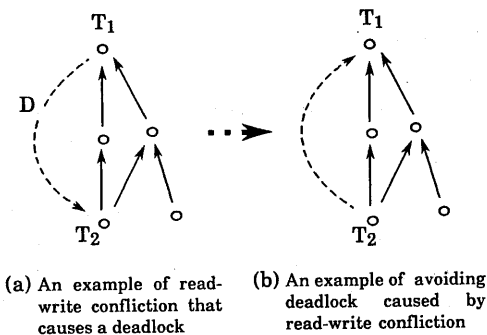 T1
T1
D
T2
T2
(a) An example of read-
write confliction that
causes a deadlock
(b) An example of avoiding
deadlock caused by
read-write confliction